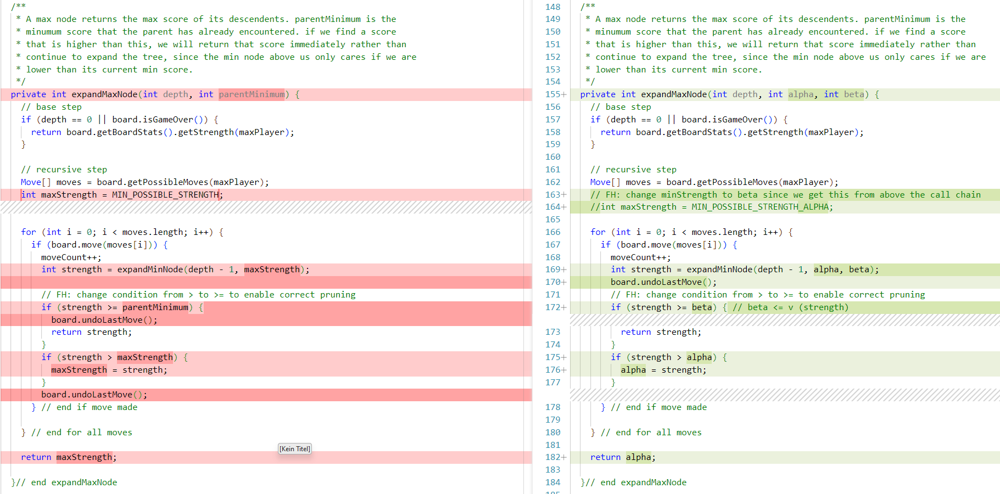 /**
* A max node returns the max score of its descendents. parentMinimum is the
* minumum score that the parent has already encountered. if we find a score
* that is higher than this, we will return that score immediately rather than
* continue to expand the tree, since the min node above us only cares if we are
* lower than its current min score.
*/
private int expandMaxNode(int depth, int parentMinimum) {
// base step
if (depth == 0 || board.isGameOver()) {
return board.getBoardStats().getStrength(maxPlayer);
}
// recursive step
Move[] moves = board.getPossibleMoves(maxPlayer);
int maxStrength = MIN_POSSIBLE_STRENGTH;
for (int i = 0; i < moves.length; i++) {
if (board.move(moves[i])) {
moveCount++;
int strength = expandMinNode(depth - 1, maxStrength);
// FH: change condition from > to >= to enable correct pruning
if (strength >= parentMinimum) {
board.undoLastMove();
return strength;
}
if (strength > maxStrength) {
maxStrength = strength;
}
board.undoLastMove();
} // end if move made
} // end for all moves
[Kein Titel]
return maxStrength;
}// end expandMaxNode
148 /**
149 * A max node returns the max score of its descendents. parentMinimum is the
150 * minumum score that the parent has already encountered. if we find a score
151 * that is higher than this, we will return that score immediately rather than
152 * continue to expand the tree, since the min node above us only cares if we are
153 * lower than its current min score.
154 */
155+ private int expandMaxNode(int depth, int alpha, int beta) {
156 // base step
157 if (depth == 0 || board.isGameOver()) {
158 return board.getBoardStats().getStrength(maxPlayer);
159 }
160
161 // recursive step
162 Move[] moves = board.getPossibleMoves(maxPlayer);
163+ // FH: change minStrength to beta since we get this from above the call chain
164+ //int maxStrength = MIN_POSSIBLE_STRENGTH_ALPHA;
165
166 for (int i = 0; i < moves.length; i++) {
167 if (board.move(moves[i])) {
168 moveCount++;
169+ int strength = expandMinNode(depth - 1, alpha, beta);
170+ board.undoLastMove();
171 // FH: change condition from > to >= to enable correct pruning
172+ if (strength >= beta) { // beta <= v (strength)
173 return strength;
174 }
175+ if (strength > alpha) {
176+ alpha = strength;
177 }
178 } // end if move made
179
180 } // end for all moves
181
182+ return alpha;
183
184 }// end expandMaxNode